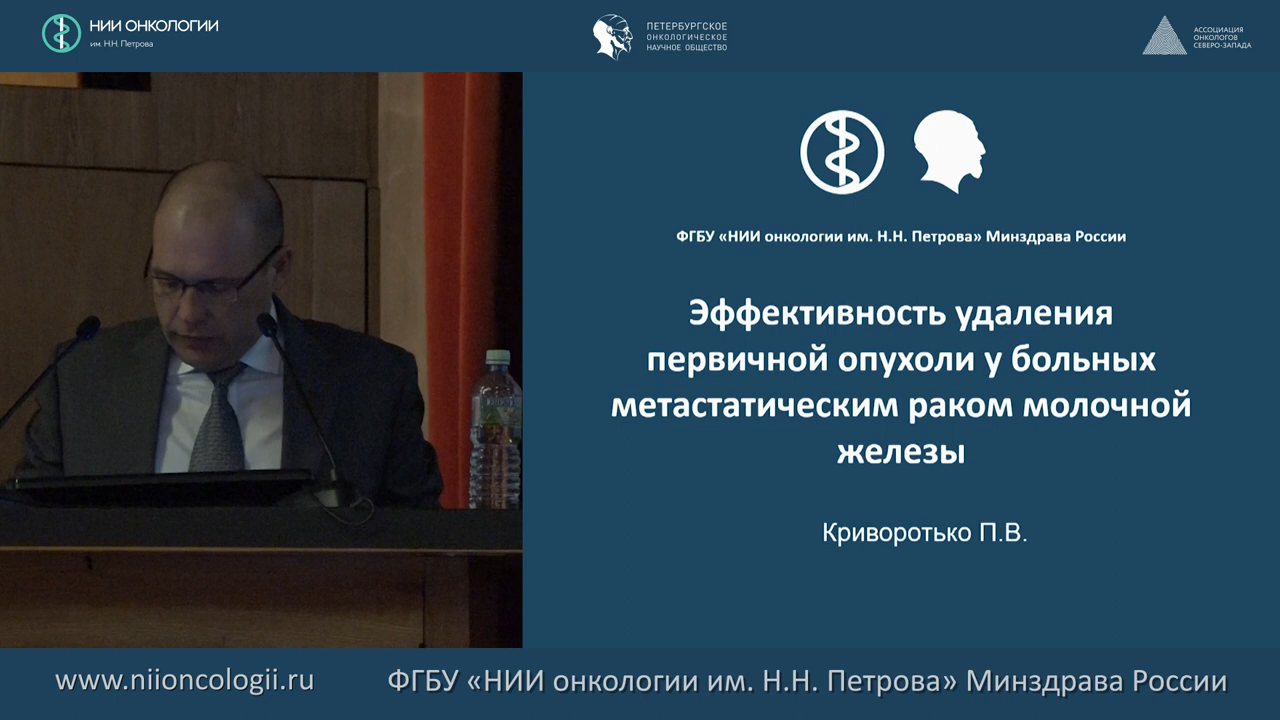 НИИ ОНКОЛОГИИ
им. Н.Н. Петрова
ПЕТЕРБУРГСКОЕ
ОНКОЛОГИЧЕСКОЕ
НАУЧНОЕ ОБЩЕСТВО
АССОЦИАЦИЯ
ОНКОЛОГОВ
СЕВЕРО-ЗАПАДА
ФГБУ «НИИ онкологии им. Н.Н. Петрова» Минздрава России
Эффективность удаления
первичной опухоли у больных
метастатическим раком молочной
железы
Криворотько П.В.
www.niioncologii.ru
ФГБУ «НИИ онкологии им. Н.Н. Петрова» Минздрава России